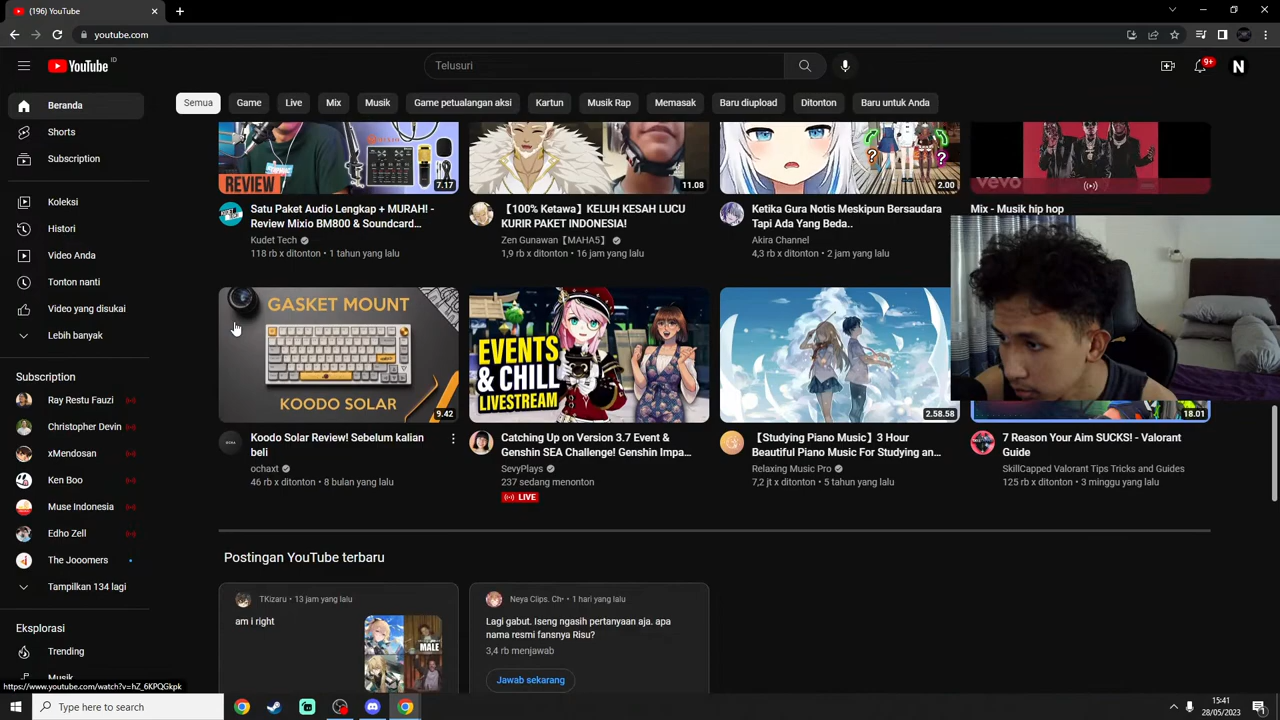 (196) YouTube
youtube.com
YouTube ID
Telusuri
9+
N
Beranda
Shorts
Subscription
Koleksi
Histori
Video Anda
Tonton nanti
Video yang disukai
Lebih banyak
Subscription
Ray Restu Fauzi
Christopher Devin
xMendosan
Ken Boo
Muse Indonesia
Edho Zell
The Jooomers
Tampilkan 134 lagi
Eksplorasi
Trending
Musik
Semua Game Live Mix Musik Game petualangan aksi Kartun Musik Rap Memasak Baru diupload Ditonton Baru untuk Anda
REVIEW
7.17
Satu Paket Audio Lengkap + MURAH! -
Review Mixio BM800 & Soundcard...
Kudet Tech
118 rb x ditonton • 1 tahun yang lalu
11.08
【100% Ketawa】KELUH KESAH LUCU
KURIR PAKET INDONESIA!
Zen Gunawan【MAHA5】
1,9 rb x ditonton • 16 jam yang lalu
? ?
2.00
Ketika Gura Notis Meskipun Bersaudara
Tapi Ada Yang Beda..
Akira Channel
4,3 rb x ditonton • 2 jam yang lalu
vevo
Mix - Musik hip hop
GASKET MOUNT
KOODO SOLAR
9.42
Koodo Solar Review! Sebelum kalian
beli
ochaxt
46 rb x ditonton • 8 bulan yang lalu
EVENTS
& CHILL
LIVESTREAM
Catching Up on Version 3.7 Event &
Genshin SEA Challenge! Genshin Impa...
SevyPlays
237 sedang menonton
LIVE
2.58.58
【Studying Piano Music】3 Hour
Beautiful Piano Music For Studying an...
Relaxing Music Pro
7,2 jt x ditonton • 5 tahun yang lalu
18.01
7 Reason Your Aim SUCKS! - Valorant
Guide
SkillCapped Valorant Tips Tricks and Guides
125 rb x ditonton • 3 minggu yang lalu
Postingan YouTube terbaru
TKizaru • 13 jam yang lalu
am i right
MALE
Neya Clips. Ch• • 1 hari yang lalu
Lagi gabut. Iseng ngasih pertanyaan aja. apa
nama resmi fansnya Risu?
3,4 rb menjawab
Jawab sekarang
https://www.youtube.com/watch?v=hZ_6KPQGkpk
Type here to search
15:41
28/05/2023
1